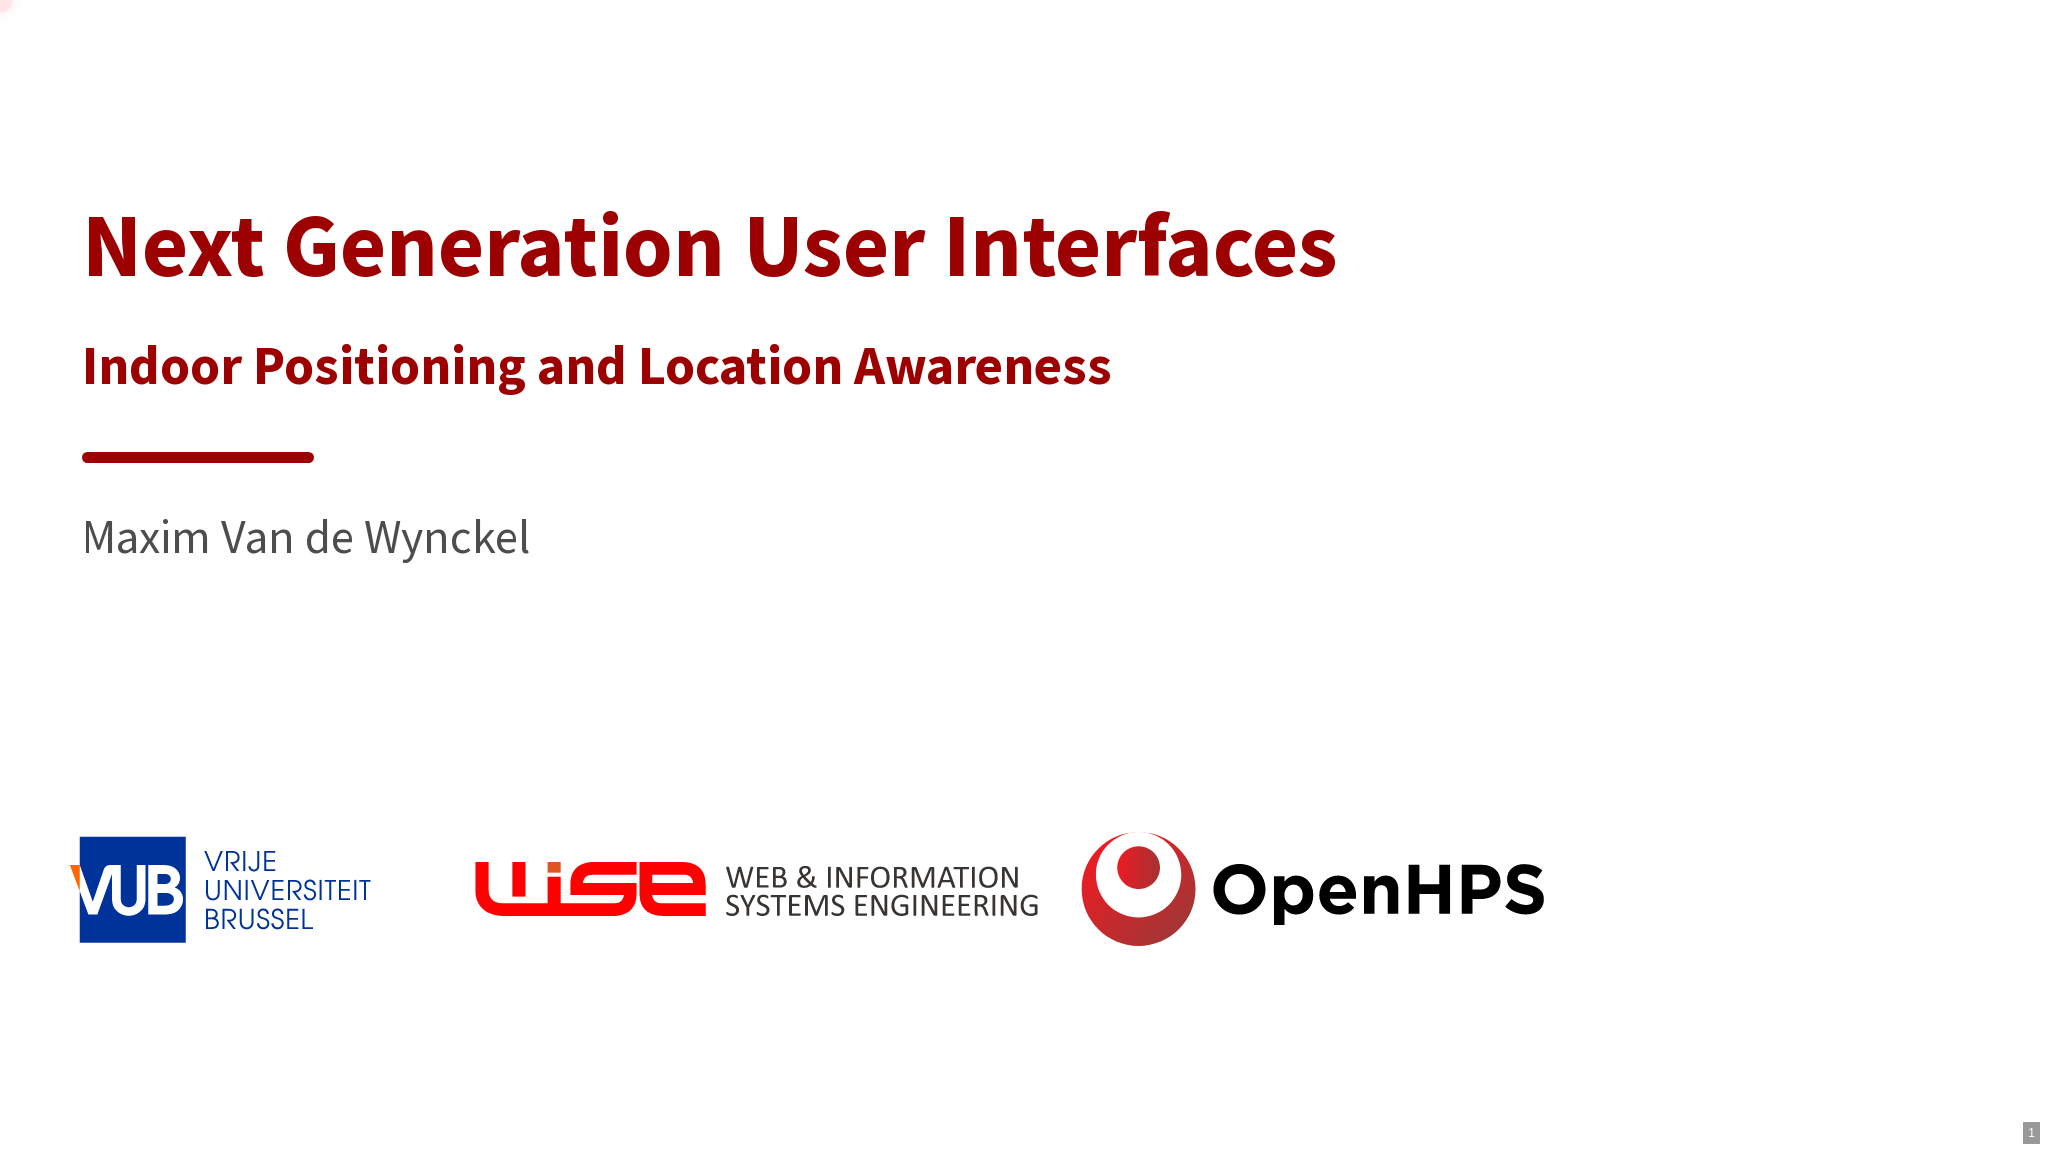 Next Generation User Interfaces
Indoor Positioning and Location Awareness
Maxim Van de Wynckel
VUB
VRIJE
UNIVERSITEIT
BRUSSEL
wise
WEB & INFORMATION
SYSTEMS ENGINEERING
OpenHPS
1